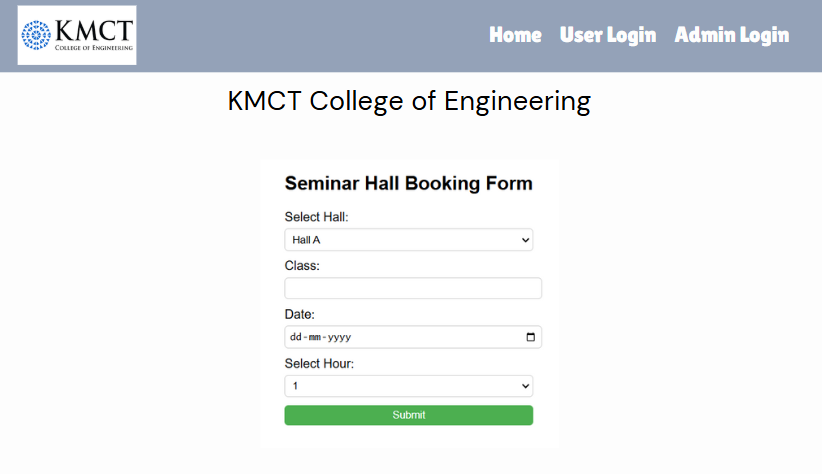 KMCT
COLLEGE OF ENGINEERING
Home User Login Admin Login
KMCT College of Engineering
Seminar Hall Booking Form
Select Hall:
Hall A
Class:
Date:
dd-mm-yyyy
Select Hour:
1
Submit